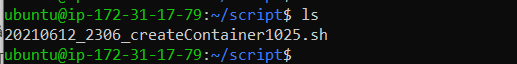 ubuntu@ip-172-31-17-79:~/script$ ls
20210612_2306_createContainer1025.sh
ubuntu@ip-172-31-17-79:~/script$